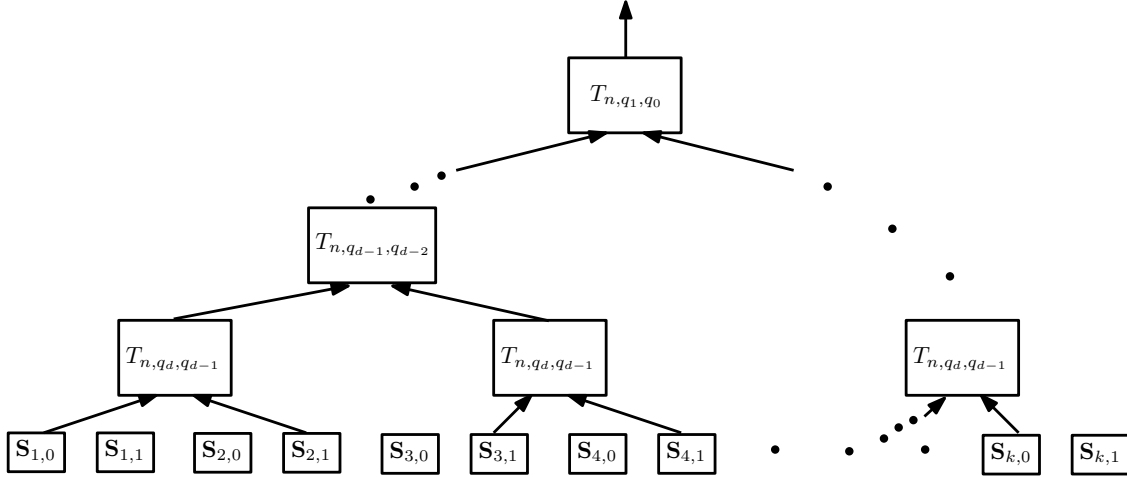 T_{n,q_1,q_0}
T_{n,q_{d-1},q_{d-2}}
T_{n,q_d,q_{d-1}} T_{n,q_d,q_{d-1}} T_{n,q_d,q_{d-1}}
S_{1,0} S_{1,1} S_{2,0} S_{2,1} S_{3,0} S_{3,1} S_{4,0} S_{4,1} S_{k,0} S_{k,1}